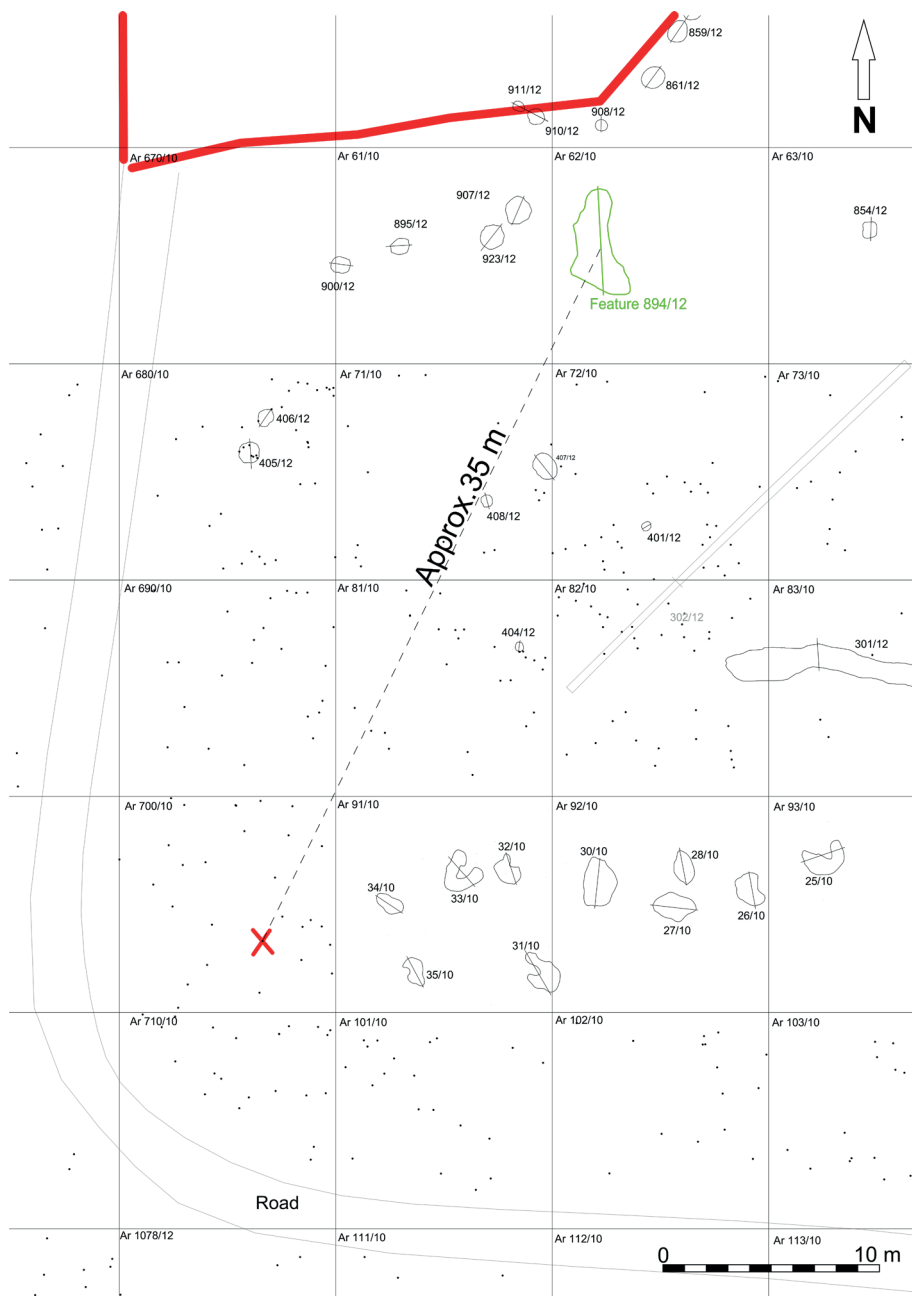 859/12
911/12
861/12
908/12
910/12
N
Ar 670/10
Ar 61/10
Ar 62/10
Ar 63/10
907/12
895/12
854/12
923/12
900/12
Feature 894/12
Ar 680/10
Ar 71/10
Ar 72/10
Ar 73/10
406/12
405/12
407/12
Approx.35 m
408/12
401/12
Ar 690/10
Ar 81/10
Ar 82/10
Ar 83/10
302/12
404/12
301/12
Ar 700/10
Ar 91/10
Ar 92/10
Ar 93/10
32/10
30/10
28/10
25/10
34/10
33/10
26/10
27/10
31/10
35/10
Ar 710/10
Ar 101/10
Ar 102/10
Ar 103/10
Road
Ar 1078/12
Ar 111/10
Ar 112/10
Ar 113/10
0 10 m